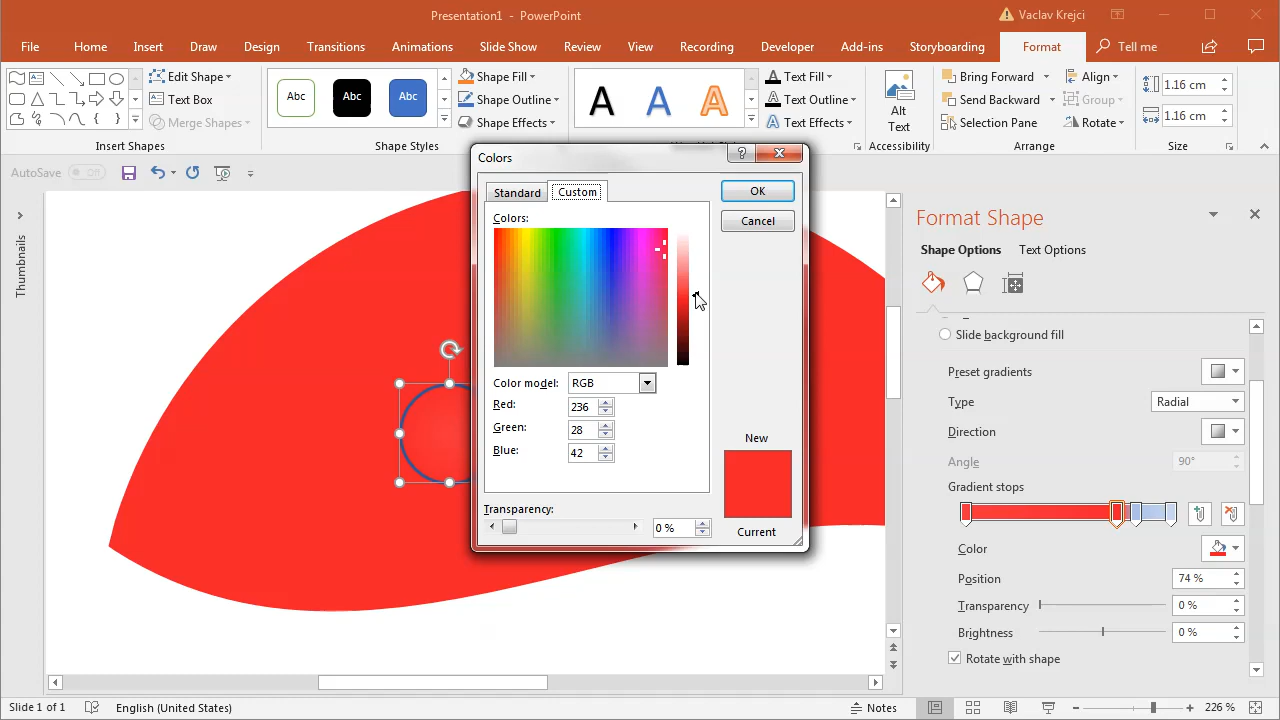 Presentation1 - PowerPoint
Vaclav Krejci
File Home Insert Draw Design Transitions Animations Slide Show Review View Recording Developer Add-ins Storyboarding Format Tell me
Edit Shape
Text Box
Merge Shapes
Insert Shapes
Abc Abc Abc
Shape Fill
Shape Outline
Shape Effects
Shape Styles
A A A
Text Fill
Text Outline
Text Effects
Alt
Text
Accessibility
Bring Forward
Send Backward
Selection Pane
Align
Group
Rotate
Arrange
1.16 cm
1.16 cm
Size
AutoSave Off
Thumbnails
Colors
Standard Custom
OK
Cancel
Colors:
Color model: RGB
Red: 236
Green: 28
Blue: 42
New
Current
Transparency:
0 %
Format Shape
Shape Options Text Options
Slide background fill
Preset gradients
Type Radial
Direction
Angle 90°
Gradient stops
Color
Position 74 %
Transparency 0 %
Brightness 0 %
Rotate with shape
Slide 1 of 1 English (United States) Notes 226 %